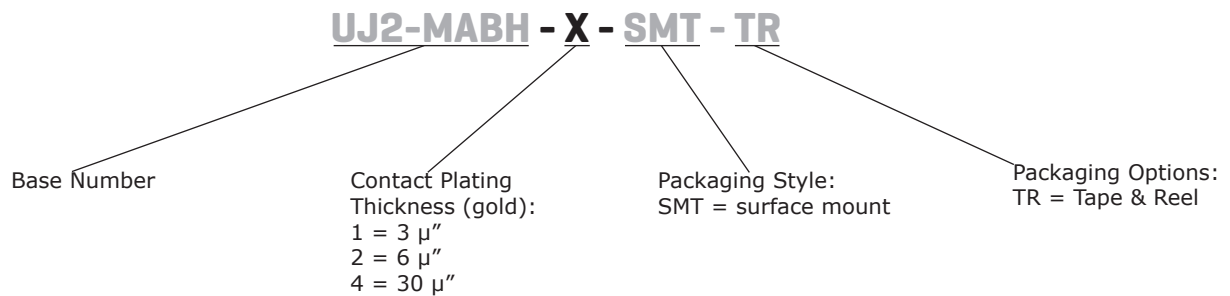 UJ2-MABH - X - SMT - TR
Base Number
Contact Plating
Thickness (gold):
1 = 3 µ”
2 = 6 µ”
4 = 30 µ”
Packaging Style:
SMT = surface mount
Packaging Options:
TR = Tape & Reel